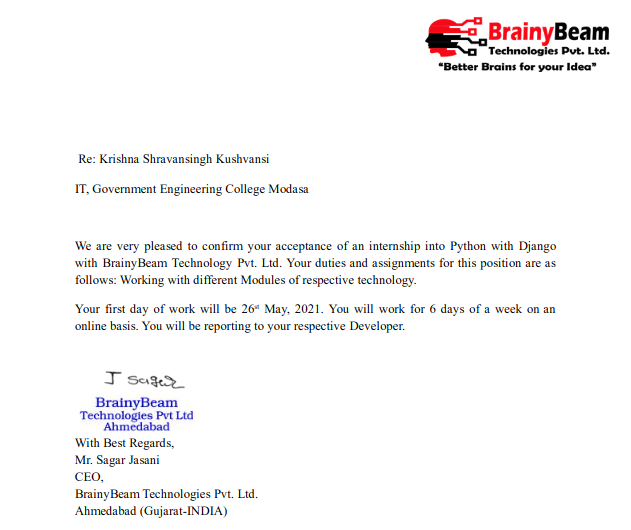 BrainyBeam
Technologies Pvt. Ltd.
“Better Brains for your Idea”
Re: Krishna Shravansingh Kushvansi
IT, Government Engineering College Modasa
We are very pleased to confirm your acceptance of an internship into Python with Django
with BrainyBeam Technology Pvt. Ltd. Your duties and assignments for this position are as
follows: Working with different Modules of respective technology.
Your first day of work will be 26st May, 2021. You will work for 6 days of a week on an
online basis. You will be reporting to your respective Developer.
J Sagar
BrainyBeam
Technologies Pvt Ltd
Ahmedabad
With Best Regards,
Mr. Sagar Jasani
CEO,
BrainyBeam Technologies Pvt. Ltd.
Ahmedabad (Gujarat-INDIA)